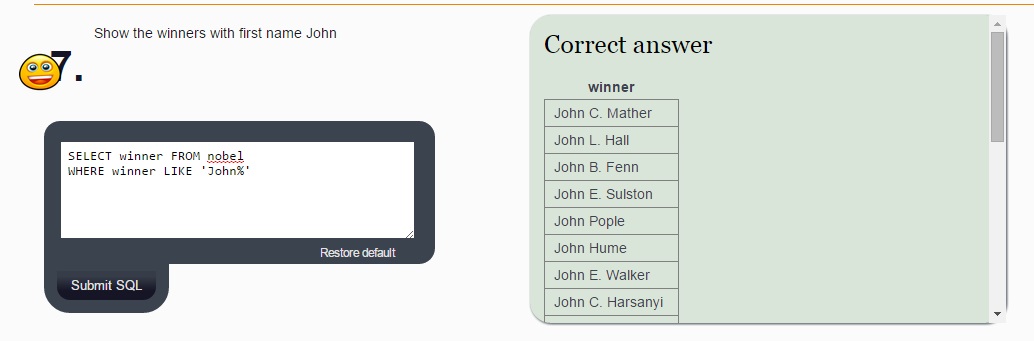 Show the winners with first name John
7.
SELECT winner FROM nobel
WHERE winner LIKE 'John%'
Restore default
Submit SQL
Correct answer
winner
John C. Mather
John L. Hall
John B. Fenn
John E. Sulston
John Pople
John Hume
John E. Walker
John C. Harsanyi